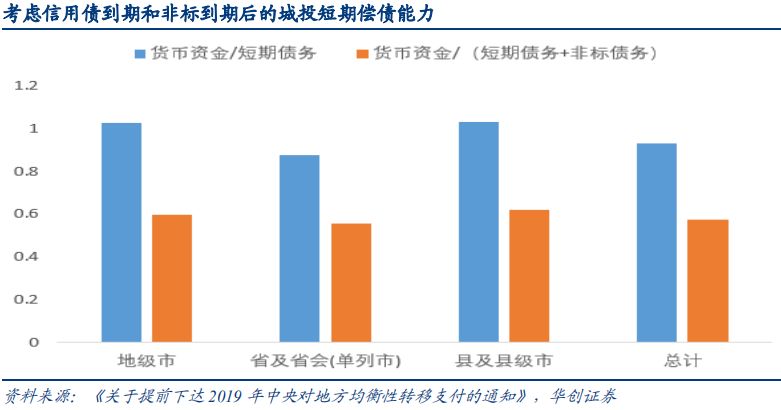 考虑信用债到期和非标到期后的城投短期偿债能力
货币资金/短期债务 货币资金/（短期债务+非标债务）
1.2
1
0.8
0.6
0.4
0.2
0
地级市 省及省会(单列市) 县及县级市 总计
资料来源：《关于提前下达 2019 年中央对地方均衡性转移支付的通知》，华创证券